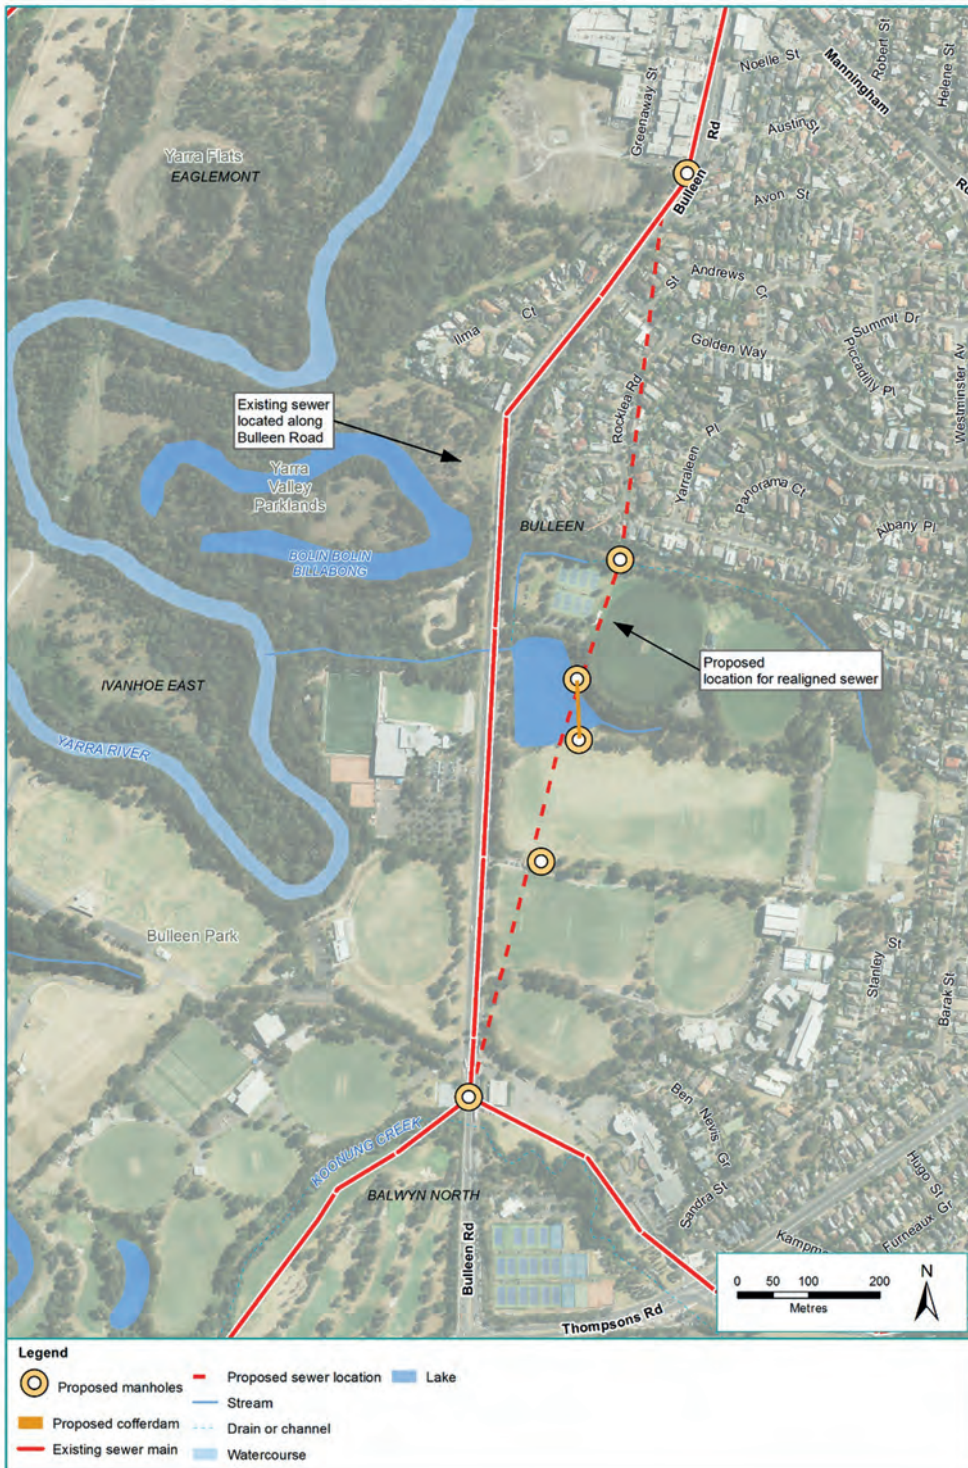 Noelle St
Robert St
Helene St
Manningham
Greenaway St
Rd
Austin St
Bulleen
Avon St
Yarra Flats
EAGLEMONT
St
Andrews
Cr
Ilma Ct
Golden Way
Summit Dr
Piccadilly Pl
Westminster Av
Existing sewer
located along
Bulleen Road
Rocklea Rd
Yarraleen Pl
Panorama Ct
Yarra
Valley
Parklands
BULLEEN
Albany Pl
BOLIN BOLIN
BILLABONG
Proposed
location for realigned sewer
IVANHOE EAST
YARRA RIVER
Bulleen Park
Stanley St
Barak St
Ben Nevis Gr
KOONUNG CREEK
BALWYN NORTH
Sandra St
Hugo St
Furneaux Gr
Bulleen Rd
Thompsons Rd
0 50 100 200
Metres
N
Legend
Proposed manholes
Proposed cofferdam
Existing sewer main
Proposed sewer location
Stream
Drain or channel
Watercourse
Lake